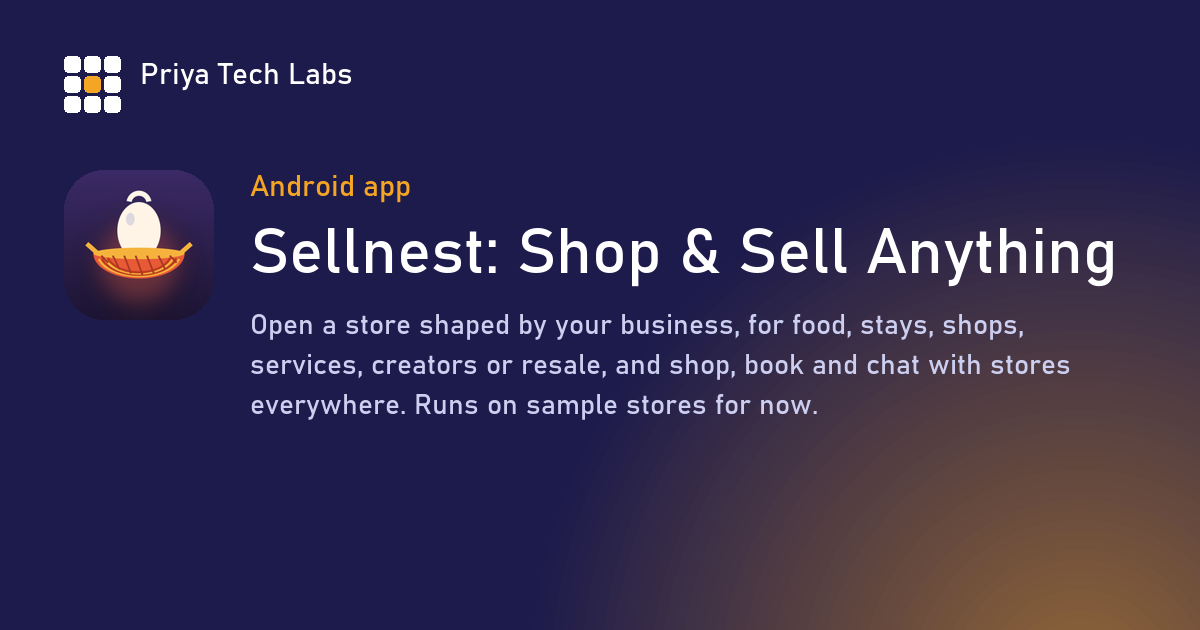 Priya Tech Labs
Android app
Sellnest: Shop & Sell Anything
Open a store shaped by your business, for food, stays, shops,
services, creators or resale, and shop, book and chat with stores
everywhere. Runs on sample stores for now.